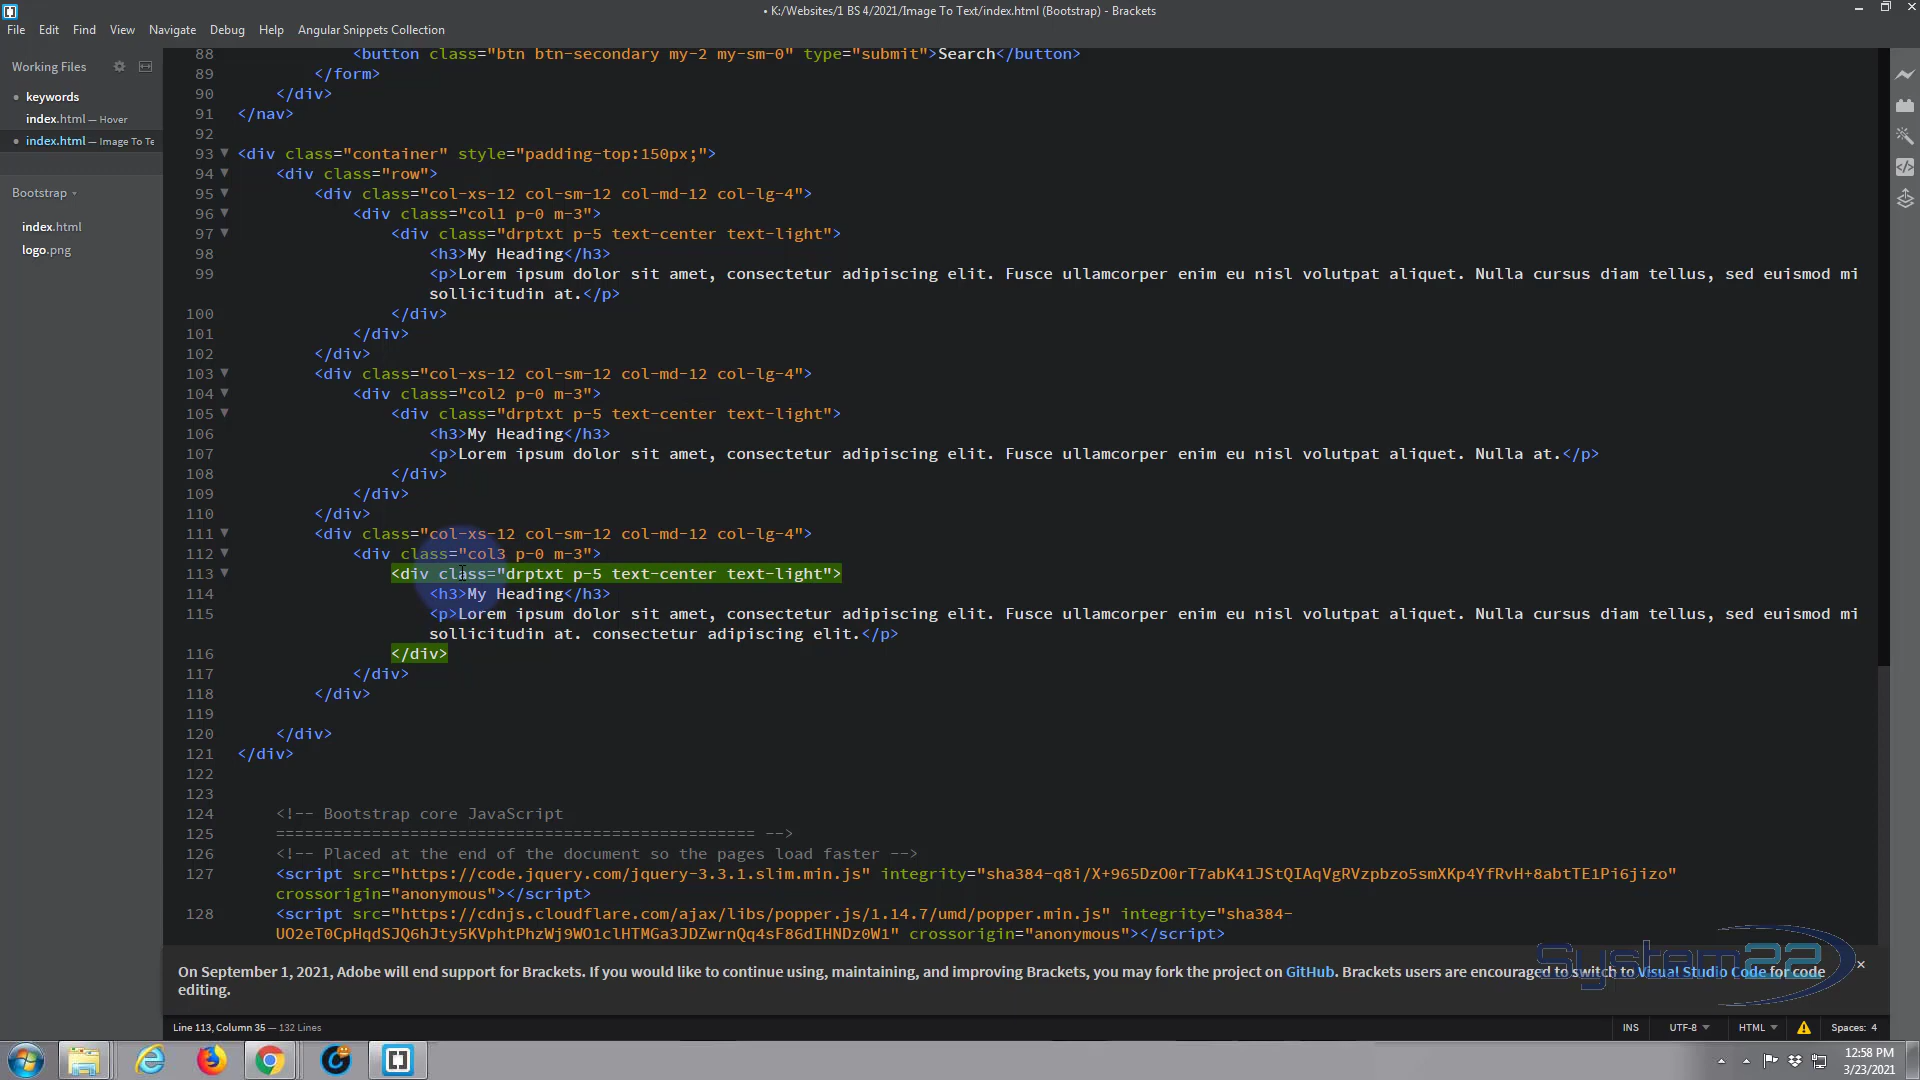 • K:/Websites/1 BS 4/2021/Image To Text/index.html (Bootstrap) - Brackets
File Edit Find View Navigate Debug Help Angular Snippets Collection
Working Files
• keywords
index.html — Hover
• index.html — Image To Te
Bootstrap
index.html
logo.png
88 <button class="btn btn-secondary my-2 my-sm-0" type="submit">Search</button>
89 </form>
90 </div>
91 </nav>
92
93 <div class="container" style="padding-top:150px;">
94 <div class="row">
95 <div class="col-xs-12 col-sm-12 col-md-12 col-lg-4">
96 <div class="col1 p-0 m-3">
97 <div class="drptxt p-5 text-center text-light">
98 <h3>My Heading</h3>
99 <p>Lorem ipsum dolor sit amet, consectetur adipiscing elit. Fusce ullamcorper enim eu nisl volutpat aliquet. Nulla cursus diam tellus, sed euismod mi
sollicitudin at.</p>
100 </div>
101 </div>
102 </div>
103 <div class="col-xs-12 col-sm-12 col-md-12 col-lg-4">
104 <div class="col2 p-0 m-3">
105 <div class="drptxt p-5 text-center text-light">
106 <h3>My Heading</h3>
107 <p>Lorem ipsum dolor sit amet, consectetur adipiscing elit. Fusce ullamcorper enim eu nisl volutpat aliquet. Nulla at.</p>
108 </div>
109 </div>
110 </div>
111 <div class="col-xs-12 col-sm-12 col-md-12 col-lg-4">
112 <div class="col3 p-0 m-3">
113 <div class="drptxt p-5 text-center text-light">
114 <h3>My Heading</h3>
115 <p>Lorem ipsum dolor sit amet, consectetur adipiscing elit. Fusce ullamcorper enim eu nisl volutpat aliquet. Nulla cursus diam tellus, sed euismod mi
sollicitudin at. consectetur adipiscing elit.</p>
116 </div>
117 </div>
118 </div>
119
120 </div>
121 </div>
122
123
124 <!-- Bootstrap core JavaScript
125 ================================================== -->
126 <!-- Placed at the end of the document so the pages load faster -->
127 <script src="https://code.jquery.com/jquery-3.3.1.slim.min.js" integrity="sha384-q8i/X+965DzO0rT7abK41JStQIAqVgRVzpbzo5smXKp4YfRvH+8abtTE1Pi6jizo"
crossorigin="anonymous"></script>
128 <script src="https://cdnjs.cloudflare.com/ajax/libs/popper.js/1.14.7/umd/popper.min.js" integrity="sha384-
UO2eT0CpHqdSJQ6hJty5KVphtPhzWj9WO1clHTMGa3JDZwrnQq4sF86dIHNDz0W1" crossorigin="anonymous"></script>
On September 1, 2021, Adobe will end support for Brackets. If you would like to continue using, maintaining, and improving Brackets, you may fork the project on GitHub. Brackets users are encouraged to switch to Visual Studio Code for code
editing.
System22
Line 113, Column 35 — 132 Lines
INS UTF-8 HTML Spaces: 4
12:58 PM
3/23/2021